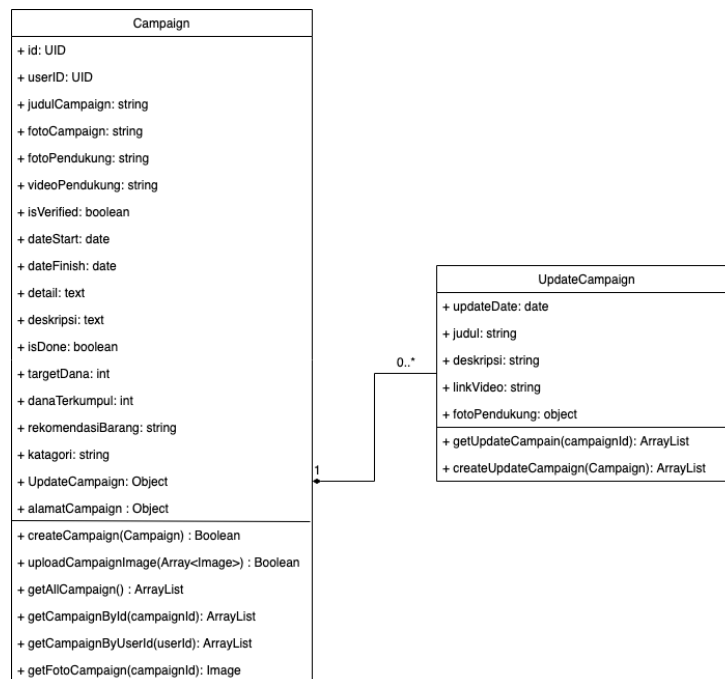 Campaign
+ id: UID
+ userID: UID
+ judulCampaign: string
+ fotoCampaign: string
+ fotoPendukung: string
+ videoPendukung: string
+ isVerified: boolean
+ dateStart: date
+ dateFinish: date
+ detail: text
+ deskripsi: text
+ isDone: boolean
+ targetDana: int
+ danaTerkumpul: int
+ rekomendasiBarang: string
+ katagori: string
+ UpdateCampaign: Object
+ alamatCampaign : Object
+ createCampaign(Campaign) : Boolean
+ uploadCampaignImage(Array<Image>) : Boolean
+ getAllCampaign() : ArrayList
+ getCampaignById(campaignId): ArrayList
+ getCampaignByUserId(userId): ArrayList
+ getFotoCampaign(campaignId): Image
1
0..*
UpdateCampaign
+ updateDate: date
+ judul: string
+ deskripsi: string
+ linkVideo: string
+ fotoPendukung: object
+ getUpdateCampain(campaignId): ArrayList
+ createUpdateCampaign(Campaign): ArrayList